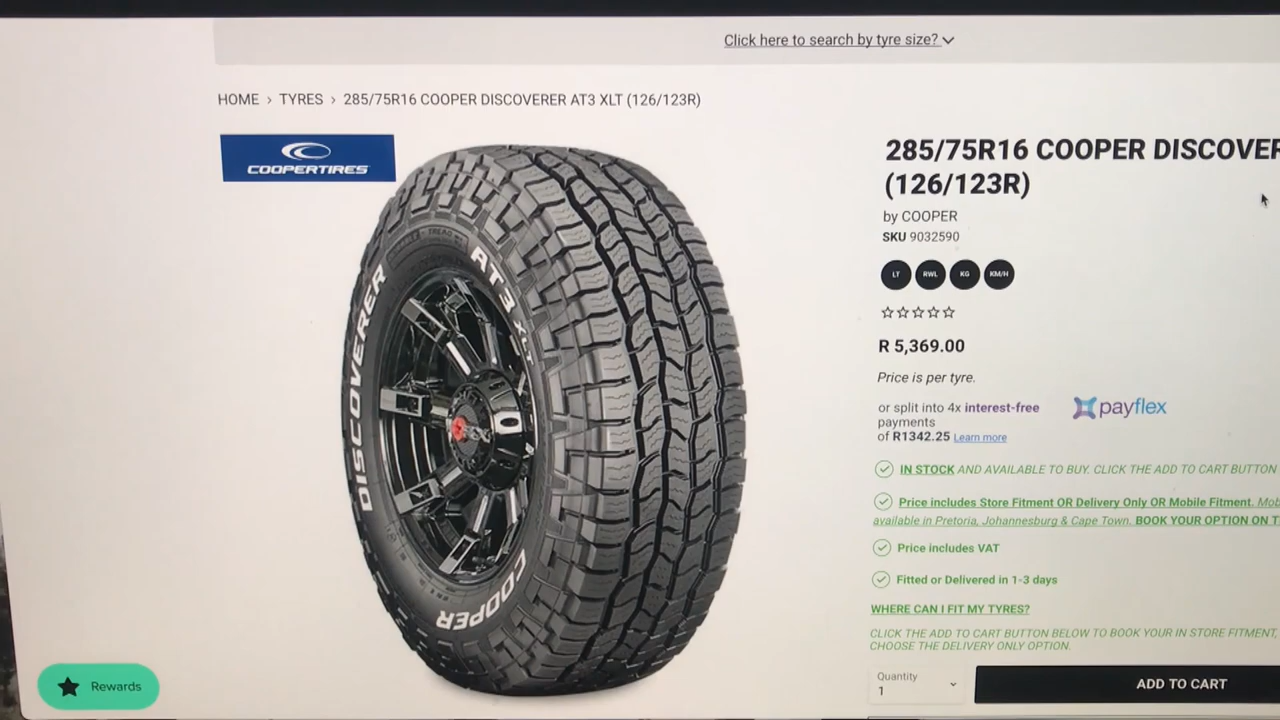 Click here to search by tyre size?
HOME > TYRES > 285/75R16 COOPER DISCOVERER AT3 XLT (126/123R)
COOPERTIRES
DISCOVERER
AT3 XLT
COOPER
285/75R16 COOPER DISCOVER
(126/123R)
by COOPER
SKU 9032590
LT
RWL
KG
KM/H
R 5,369.00
Price is per tyre.
or split into 4x interest-free
payments
of R1342.25 Learn more
payflex
IN STOCK AND AVAILABLE TO BUY. CLICK THE ADD TO CART BUTTON
Price includes Store Fitment OR Delivery Only OR Mobile Fitment. Mob
available in Pretoria, Johannesburg & Cape Town. BOOK YOUR OPTION ON T
Price includes VAT
Fitted or Delivered in 1-3 days
WHERE CAN I FIT MY TYRES?
CLICK THE ADD TO CART BUTTON BELOW TO BOOK YOUR IN STORE FITMENT,
CHOOSE THE DELIVERY ONLY OPTION.
Quantity
1
ADD TO CART
Rewards